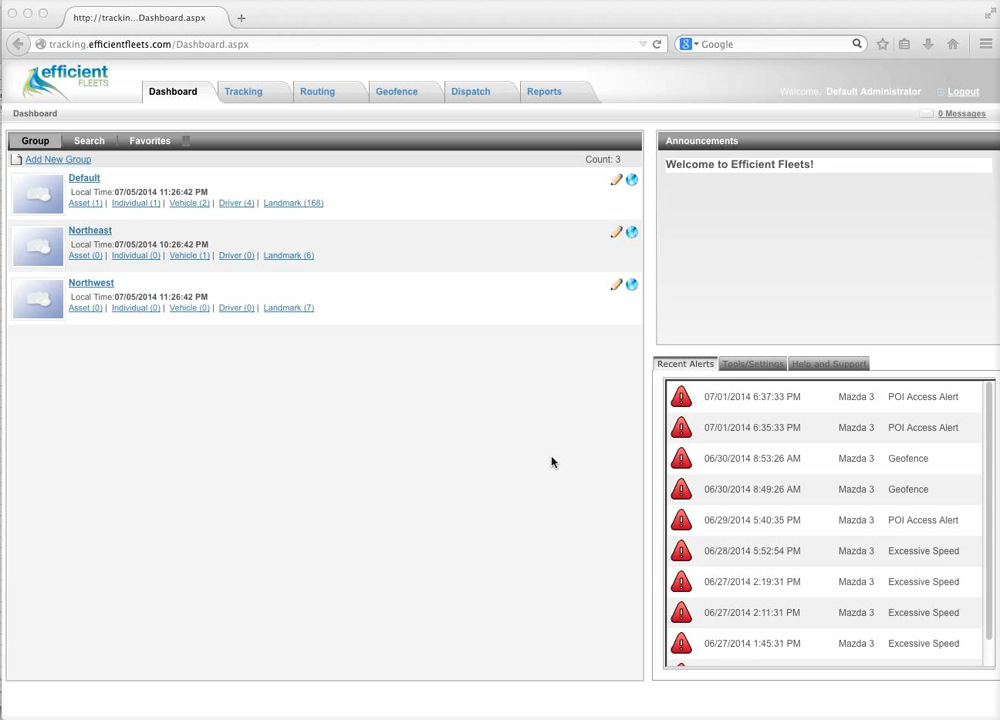 http://trackin...Dashboard.aspx
tracking.efficientfleets.com/Dashboard.aspx
Google
efficient
FLEETS
Dashboard
Tracking
Routing
Geofence
Dispatch
Reports
Welcome, Default Administrator
Logout
Dashboard
0 Messages
Group
Search
Favorites
Add New Group
Count: 3
Default
Local Time:07/05/2014 11:26:42 PM
Asset (1) | Individual (1) | Vehicle (2) | Driver (4) | Landmark (168)
Northeast
Local Time:07/05/2014 10:26:42 PM
Asset (0) | Individual (0) | Vehicle (1) | Driver (0) | Landmark (6)
Northwest
Local Time:07/05/2014 11:26:42 PM
Asset (0) | Individual (0) | Vehicle (0) | Driver (0) | Landmark (7)
Announcements
Welcome to Efficient Fleets!
Recent Alerts
Tools/Settings
Help and Support
07/01/2014 6:37:33 PM Mazda 3 POI Access Alert
07/01/2014 6:35:33 PM Mazda 3 POI Access Alert
06/30/2014 8:53:26 AM Mazda 3 Geofence
06/30/2014 8:49:26 AM Mazda 3 Geofence
06/29/2014 5:40:35 PM Mazda 3 POI Access Alert
06/28/2014 5:52:54 PM Mazda 3 Excessive Speed
06/27/2014 2:19:31 PM Mazda 3 Excessive Speed
06/27/2014 2:11:31 PM Mazda 3 Excessive Speed
06/27/2014 1:45:31 PM Mazda 3 Excessive Speed